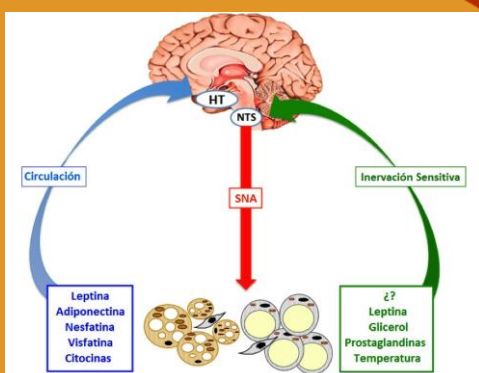 HT
NTS
Circulación
Inervación Sensitiva
SNA
Leptina
Adiponectina
Nesfatina
Visfatina
Citocinas
¿?
Leptina
Glicerol
Prostaglandinas
Temperatura